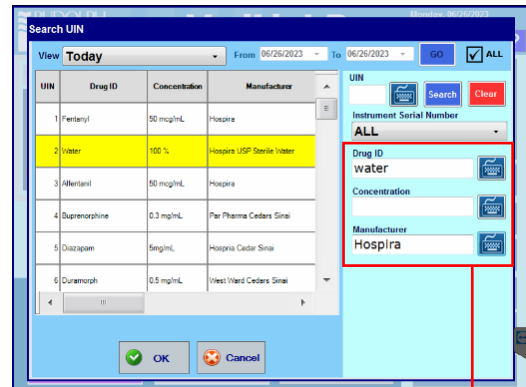 RUDOLPH
Monday, 06/26/2023
Search UIN
View Today From 06/26/2023 To 06/26/2023 GO ALL
UIN Drug ID Concentration Manufacturer
1 Fentanyl 50 mcg/mL Hospira
2 Water 100 % Hospira USP Sterile Water
3 Alfentanil 50 mcg/mL Hospira
4 Buprenorphine 0.3 mg/mL Par Pharma Cedars Sinai
5 Diazapam 5mg/mL Hospria Cedar Sinai
6 Duramorph 0.5 mg/mL West Ward Cedars Sinai
OK Cancel
UIN
Search Clear
Instrument Serial Number
ALL
Drug ID
water
Concentration
Manufacturer
Hospira